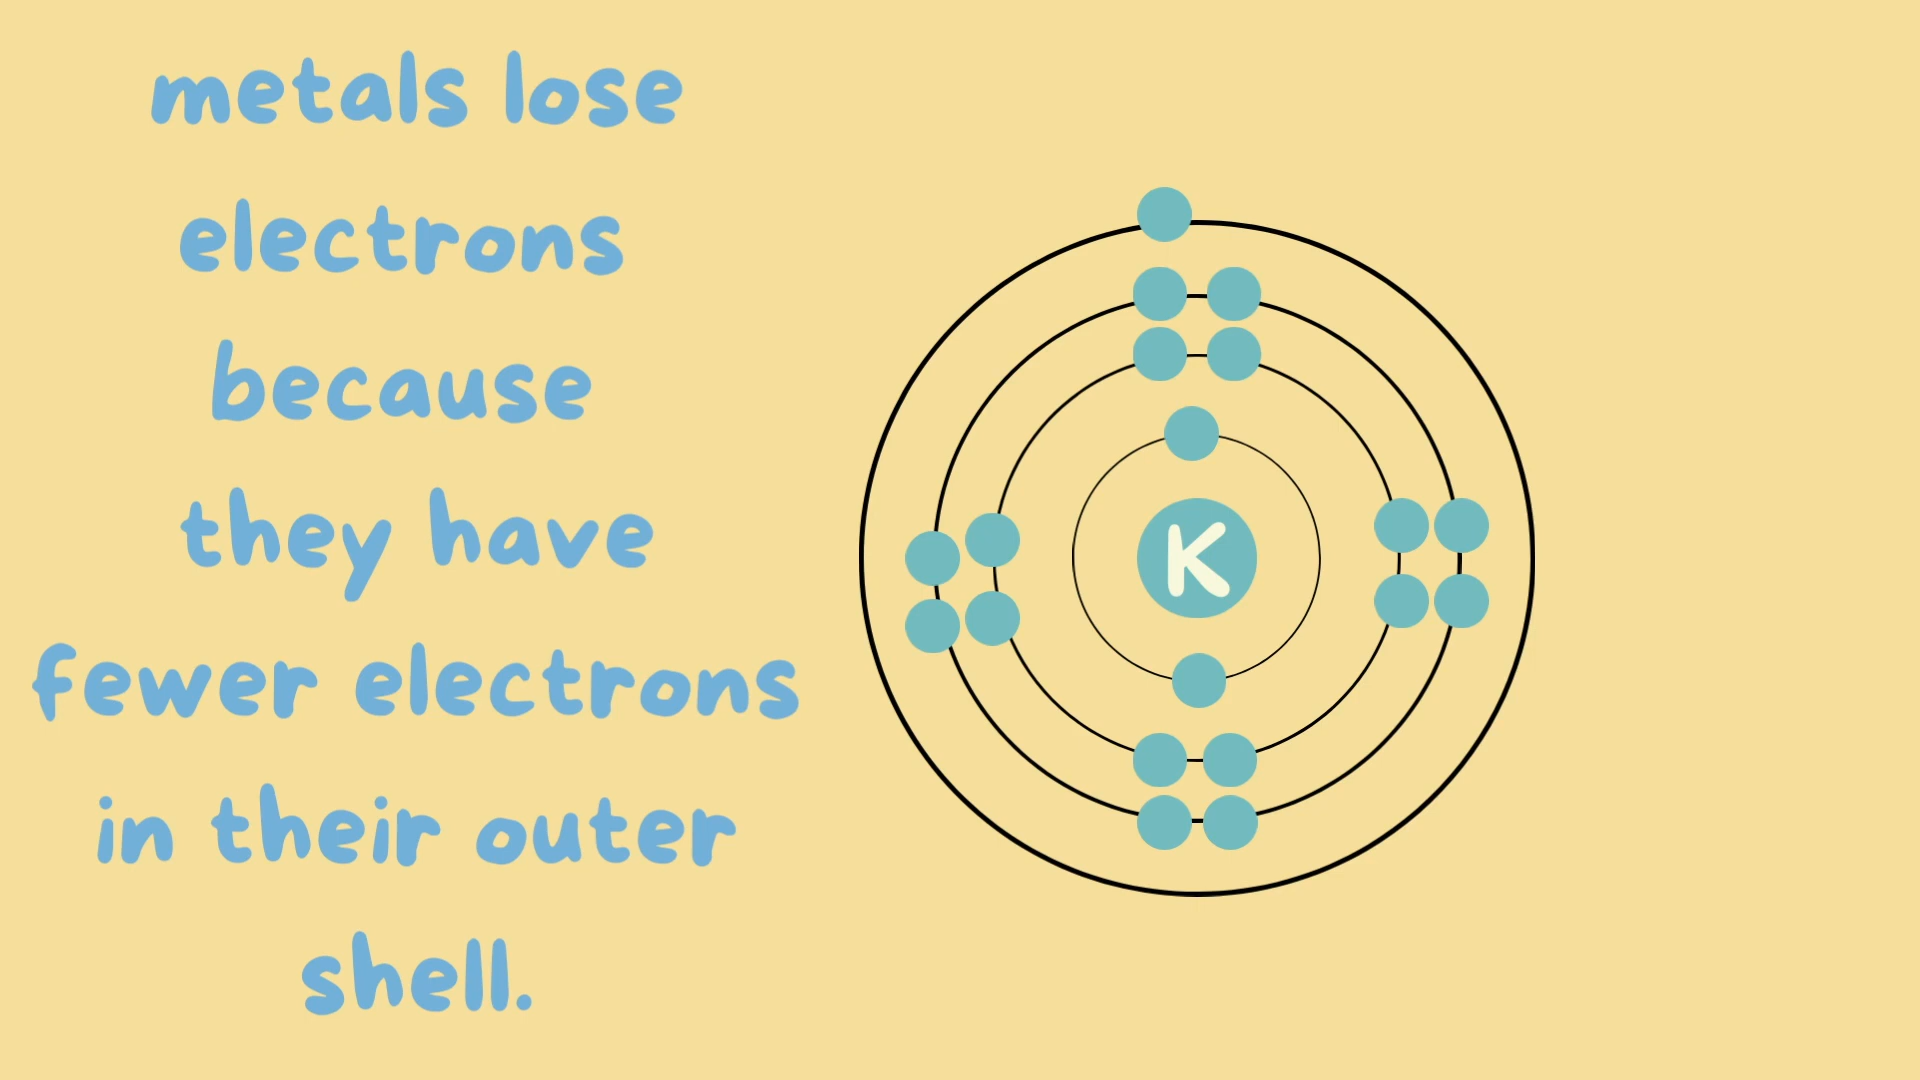 metals lose
electrons
because
they have
fewer electrons
in their outer
shell.
K